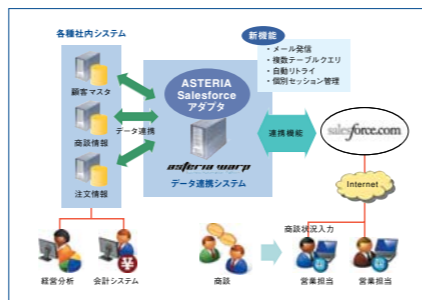 各種社内システム
顧客マスタ
商談情報
注文情報
データ連携
ASTERIA
Salesforce
アダプタ
asteria warp
データ連携システム
新機能
・メール発信
・複数テーブルクエリ
・自動リトライ
・個別セッション管理
連携機能
salesforce.com
Internet
商談状況入力
経営分析
会計システム
商談
営業担当
営業担当